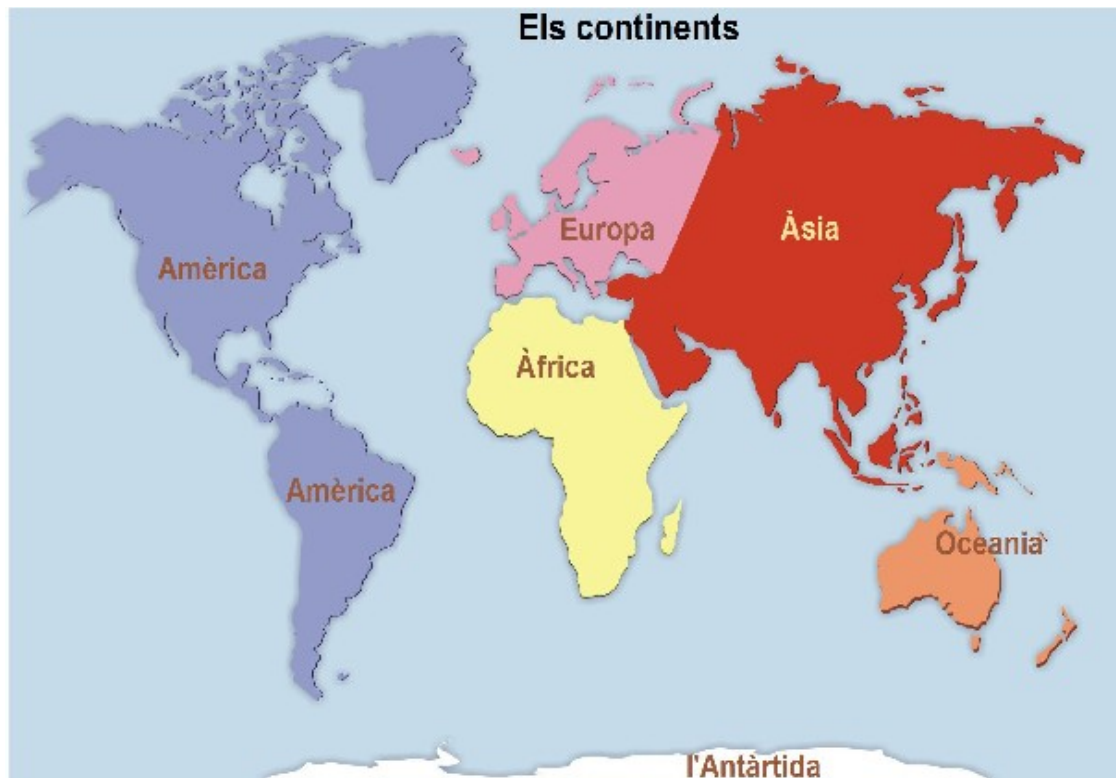 Els continents
Europa
Àsia
Amèrica
Àfrica
Amèrica
Oceania
l'Antàrtida